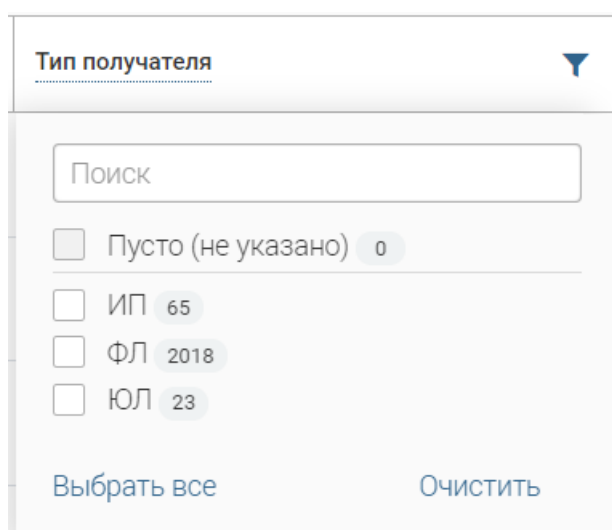 Тип получателя
Поиск
Пусто (не указано) 0
ИП 65
ФЛ 2018
ЮЛ 23
Выбрать все Очистить